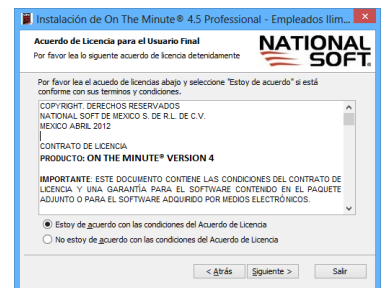 Instalación de On The Minute® 4.5 Professional - Empleados Ilim...
Acuerdo de Licencia para el Usuario Final
Por favor lea lo siguiente acuerdo de licencia detenidamente
NATIONAL
SOFT
Por favor lea el acuedo de licencias abajo y seleccione "Estoy de acuerdo" si está
conforme con sus terminos y condiciones.
COPYRIGHT. DERECHOS RESERVADOS
NATIONAL SOFT DE MEXICO S. DE R.L. DE C.V.
MEXICO ABRIL 2012
CONTRATO DE LICENCIA
PRODUCTO: ON THE MINUTE® VERSION 4
IMPORTANTE: ESTE DOCUMENTO CONTIENE LAS CONDICIONES DEL CONTRATO DE
LICENCIA Y UNA GARANTÍA PARA EL SOFTWARE CONTENIDO EN EL PAQUETE
ADJUNTO O PARA EL SOFTWARE ADQUIRIDO POR MEDIOS ELECTRÓNICOS.
Estoy de acuerdo con las condiciones del Acuerdo de Licencia
No estoy de acuerdo con las condiciones del Acuerdo de Licencia
< Atrás
Siguiente >
Salir